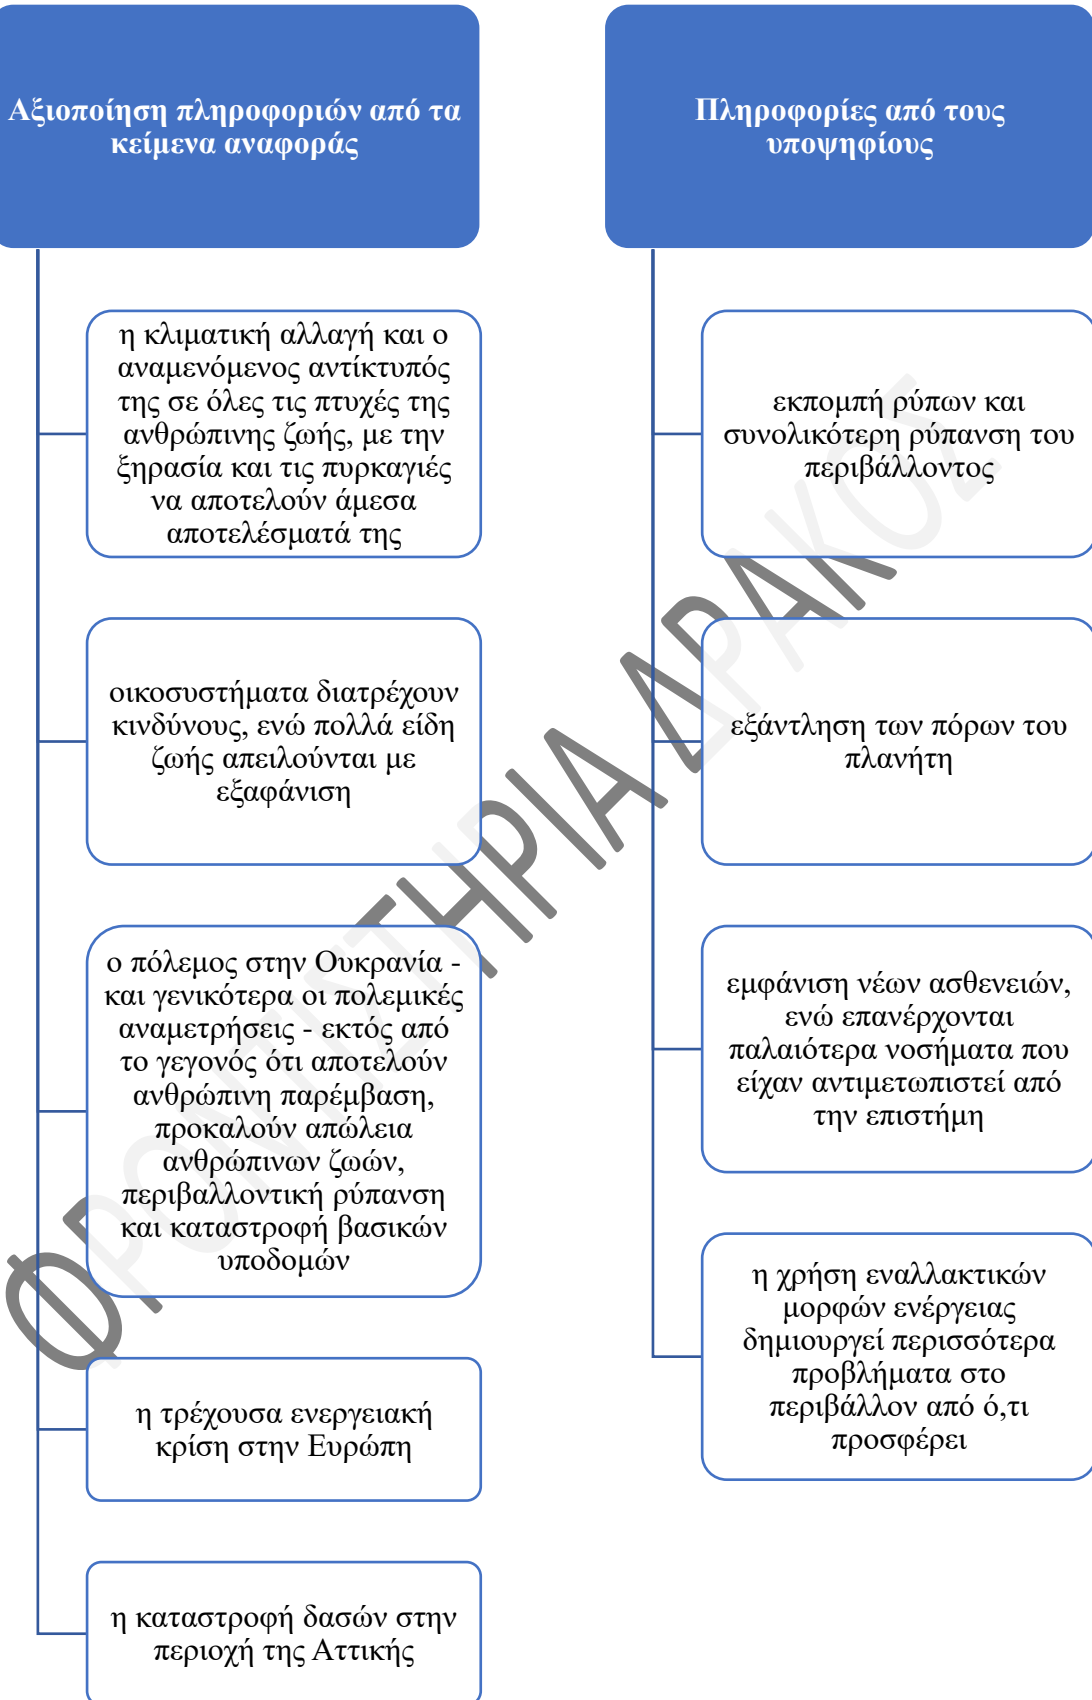 Αξιοποίηση πληροφοριών από τα
κείμενα αναφοράς
η κλιματική αλλαγή και ο
αναμενόμενος αντίκτυπός
της σε όλες τις πτυχές της
ανθρώπινης ζωής, με την
ξηρασία και τις πυρκαγιές
να αποτελούν άμεσα
αποτελέσματά της
οικοσυστήματα διατρέχουν
κινδύνους, ενώ πολλά είδη
ζωής απειλούνται με
εξαφάνιση
ο πόλεμος στην Ουκρανία -
και γενικότερα οι πολεμικές
αναμετρήσεις - εκτός από
το γεγονός ότι αποτελούν
ανθρώπινη παρέμβαση,
προκαλούν απώλεια
ανθρώπινων ζωών,
περιβαλλοντική ρύπανση
και καταστροφή βασικών
υποδομών
η τρέχουσα ενεργειακή
κρίση στην Ευρώπη
η καταστροφή δασών στην
περιοχή της Αττικής
Πληροφορίες από τους
υποψηφίους
εκπομπή ρύπων και
συνολικότερη ρύπανση του
περιβάλλοντος
εξάντληση των πόρων του
πλανήτη
εμφάνιση νέων ασθενειών,
ενώ επανέρχονται
παλαιότερα νοσήματα που
είχαν αντιμετωπιστεί από
την επιστήμη
η χρήση εναλλακτικών
μορφών ενέργειας
δημιουργεί περισσότερα
προβλήματα στο
περιβάλλον από ό,τι
προσφέρει
ΦΡΟΝΤΙΣΤΗΡΙΑ ΔΡΑΚΟΣ